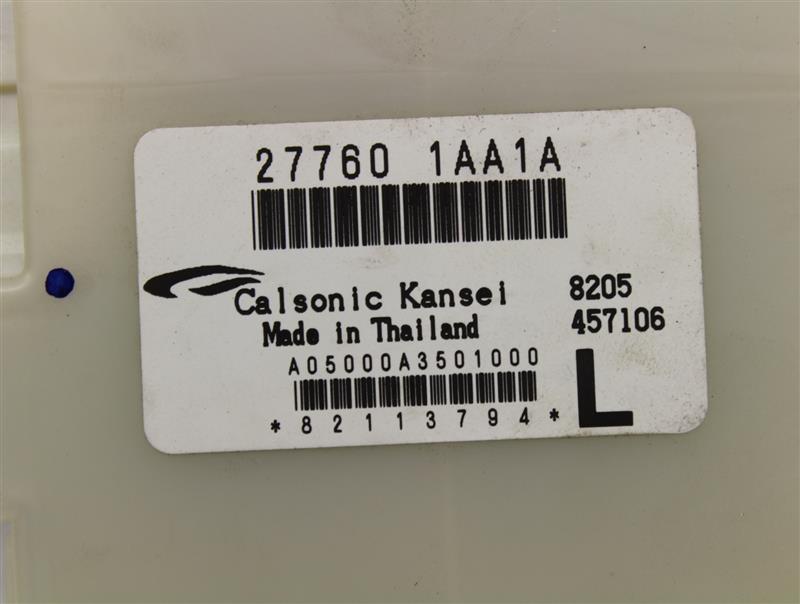 27760 1AA1A
Calsonic Kansei 8205
Made in Thailand 457106
A05000A3501000
*82113794*
L